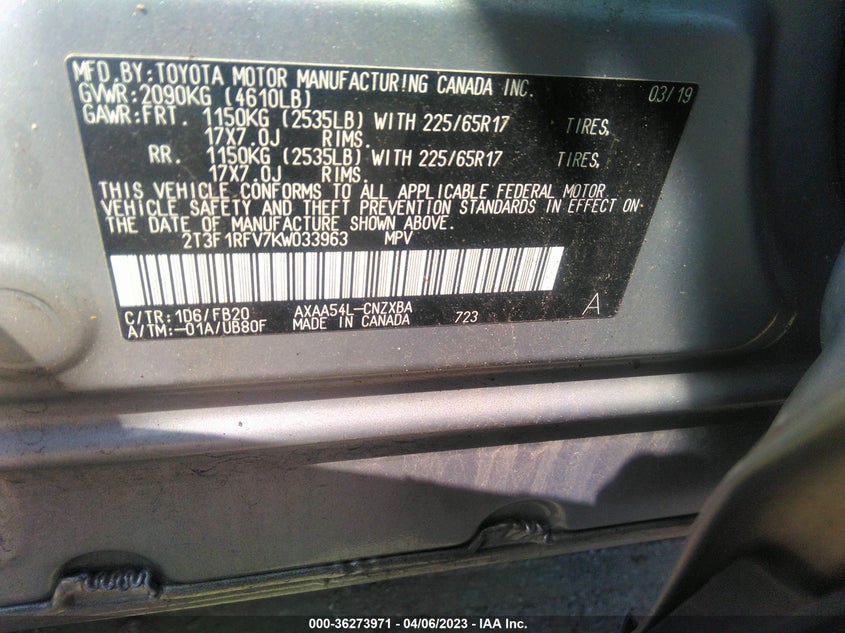 MFD.BY:TOYOTA MOTOR MANUFACTURING CANADA INC. 03/19
GVWR:2090KG (4610LB)
GAWR:FRT. 1150KG (2535LB) WITH 225/65R17 TIRES,
17X7.0J RIMS.
RR. 1150KG (2535LB) WITH 225/65R17 TIRES,
17X7.0J RIMS.
THIS VEHICLE CONFORMS TO ALL APPLICABLE FEDERAL MOTOR
VEHICLE SAFETY AND THEFT PREVENTION STANDARDS IN EFFECT ON
THE DATE OF MANUFACTURE SHOWN ABOVE.
2T3F1RFV7KW033963 MPV
C/TR:1D6/FB20 AXAA54L-CNZXBA
A/TM:-01A/UB80F MADE IN CANADA 723 A
000-36273971 - 04/06/2023 - IAA Inc.